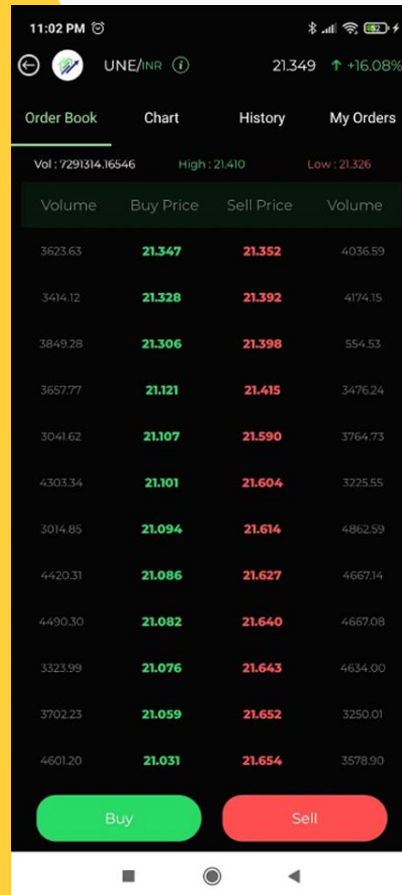 11:02 PM
UNE/INR 21.349 ↑ +16.08%
Order Book Chart History My Orders
Vol : 7291314.16546 High : 21.410 Low : 21.326
Volume Buy Price Sell Price Volume
3623.63 21.347 21.352 4036.59
3414.12 21.328 21.392 4174.15
3849.28 21.306 21.398 554.53
3657.77 21.121 21.415 3476.24
3041.62 21.107 21.590 3764.73
4303.34 21.101 21.604 3225.55
3014.85 21.094 21.614 4862.59
4420.31 21.086 21.627 4667.14
4490.30 21.082 21.640 4667.08
3323.99 21.076 21.643 4634.00
3702.23 21.059 21.652 3250.01
4601.20 21.031 21.654 3578.90
Buy Sell